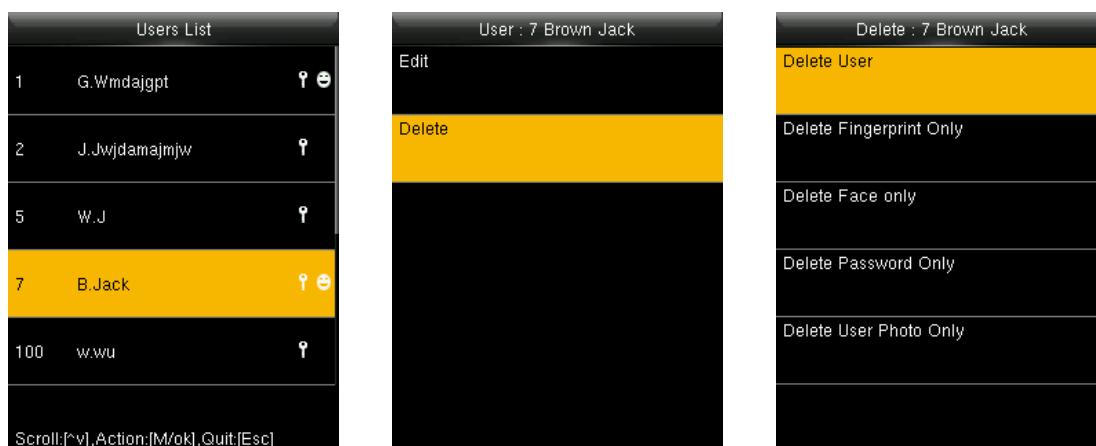 Users List
1 G.Wmdajgpt
2 J.Jwjdamajmjw
5 W.J
7 B.Jack
100 w.wu
Scroll:[^v],Action:[M/ok],Quit:[Esc]
User : 7 Brown Jack
Edit
Delete
Delete : 7 Brown Jack
Delete User
Delete Fingerprint Only
Delete Face only
Delete Password Only
Delete User Photo Only